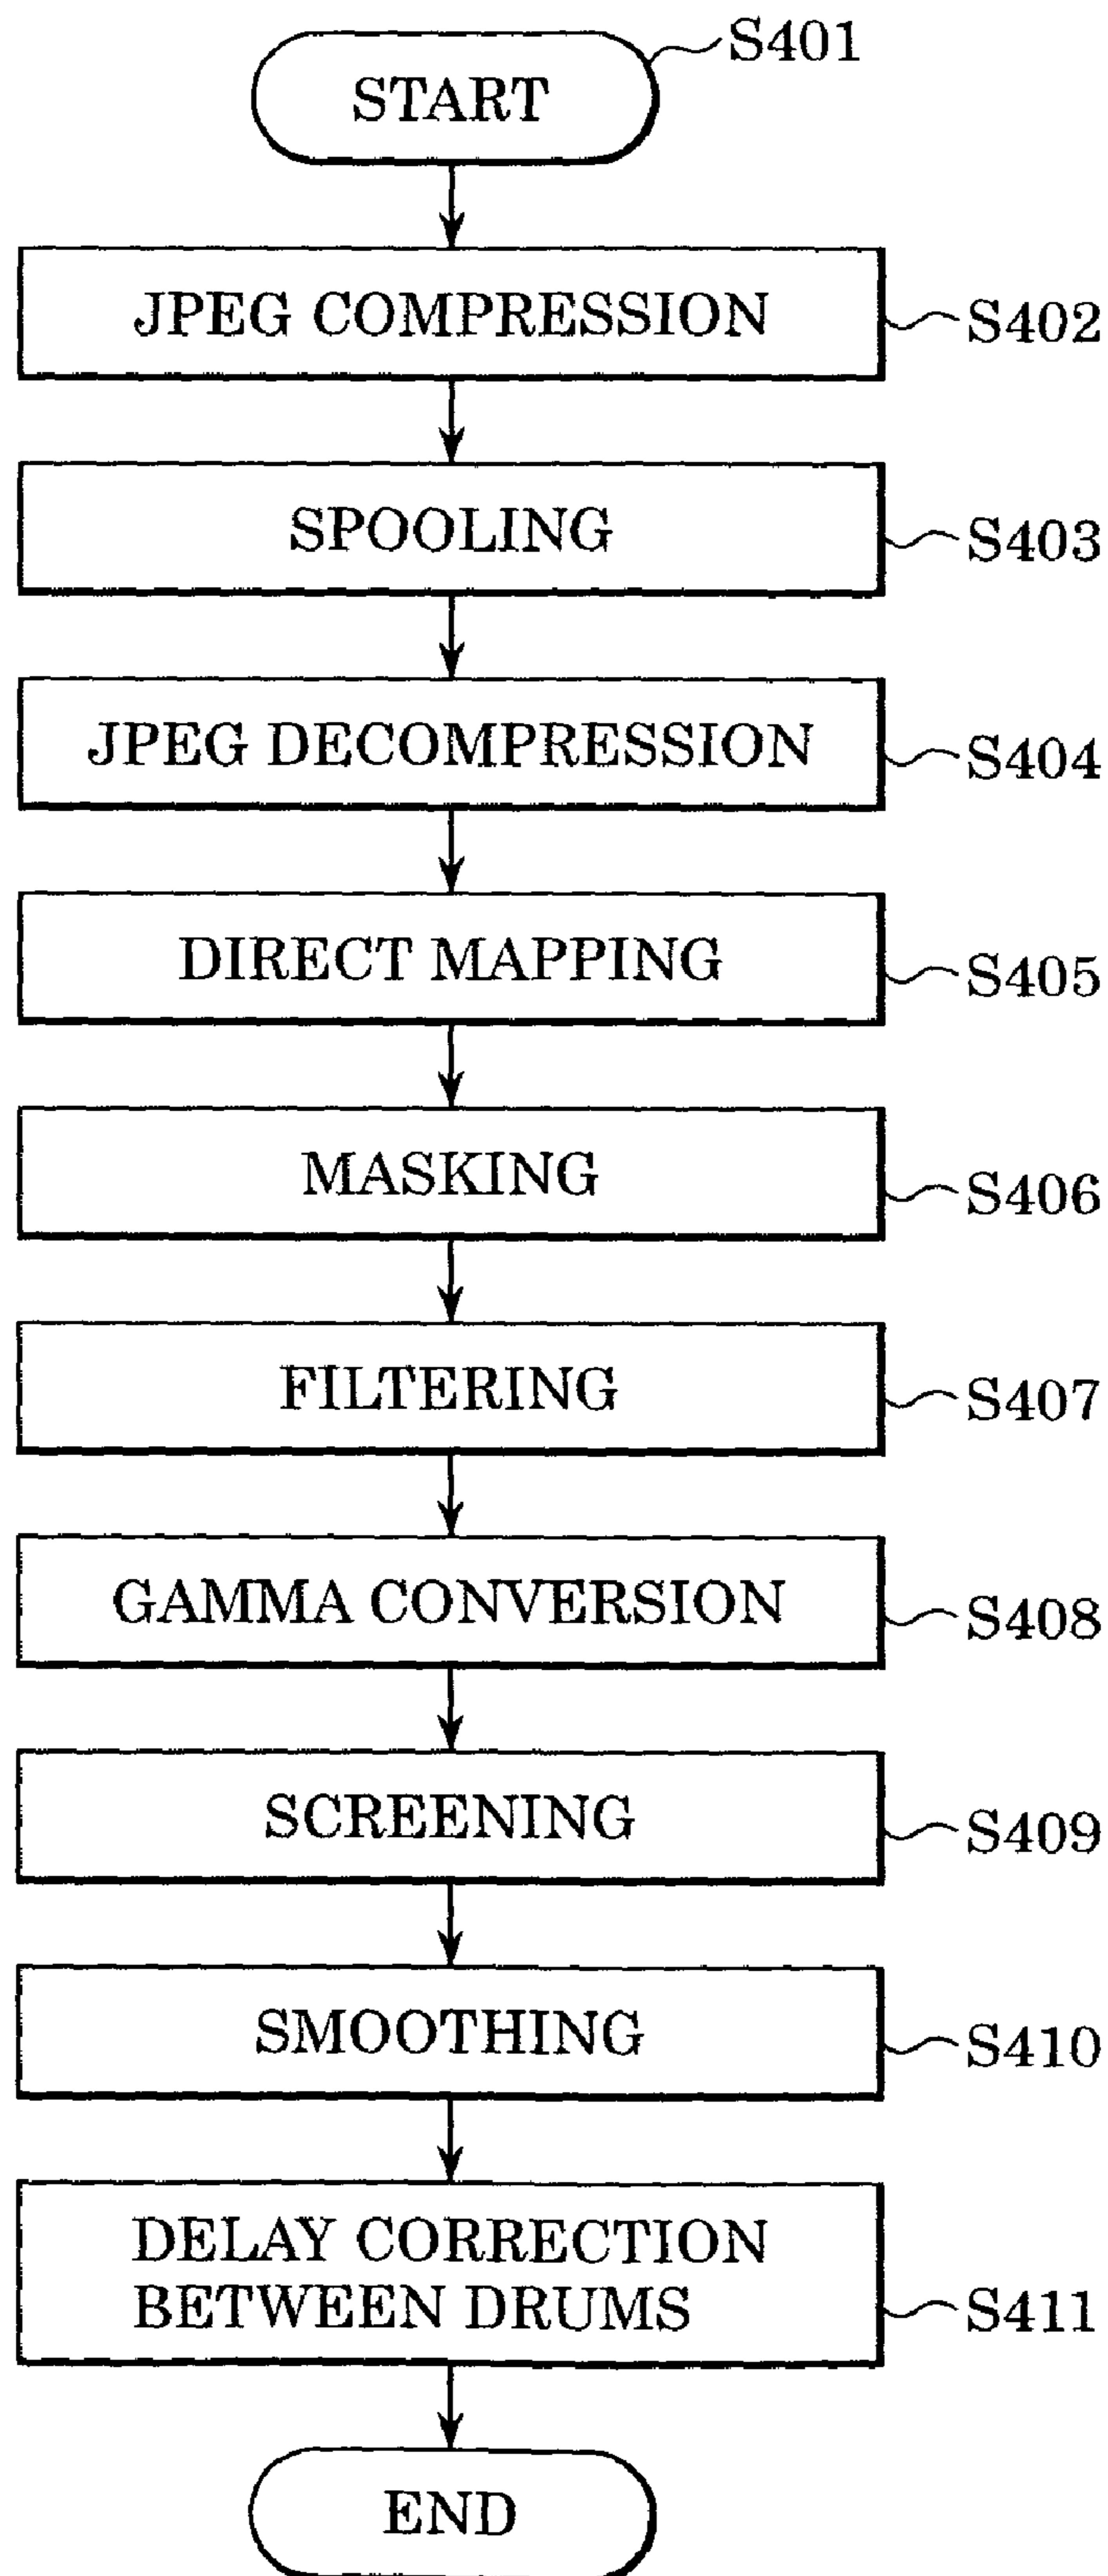 S401
START
JPEG COMPRESSION
S402
SPOOLING
S403
JPEG DECOMPRESSION
S404
DIRECT MAPPING
S405
MASKING
S406
FILTERING
S407
GAMMA CONVERSION
S408
SCREENING
S409
SMOOTHING
S410
DELAY CORRECTION
BETWEEN DRUMS
S411
END